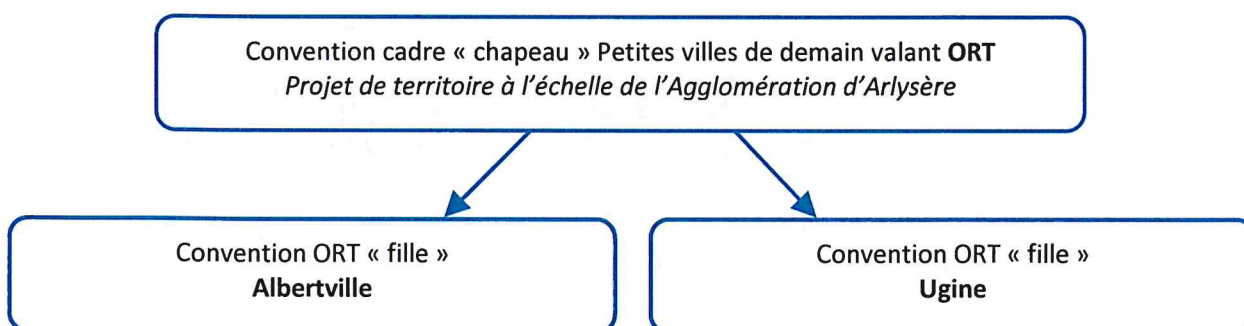 Convention cadre « chapeau » Petites villes de demain valant ORT
Projet de territoire à l'échelle de l'Agglomération d'Arlysère
Convention ORT « fille »
Albertville
Convention ORT « fille »
Ugine